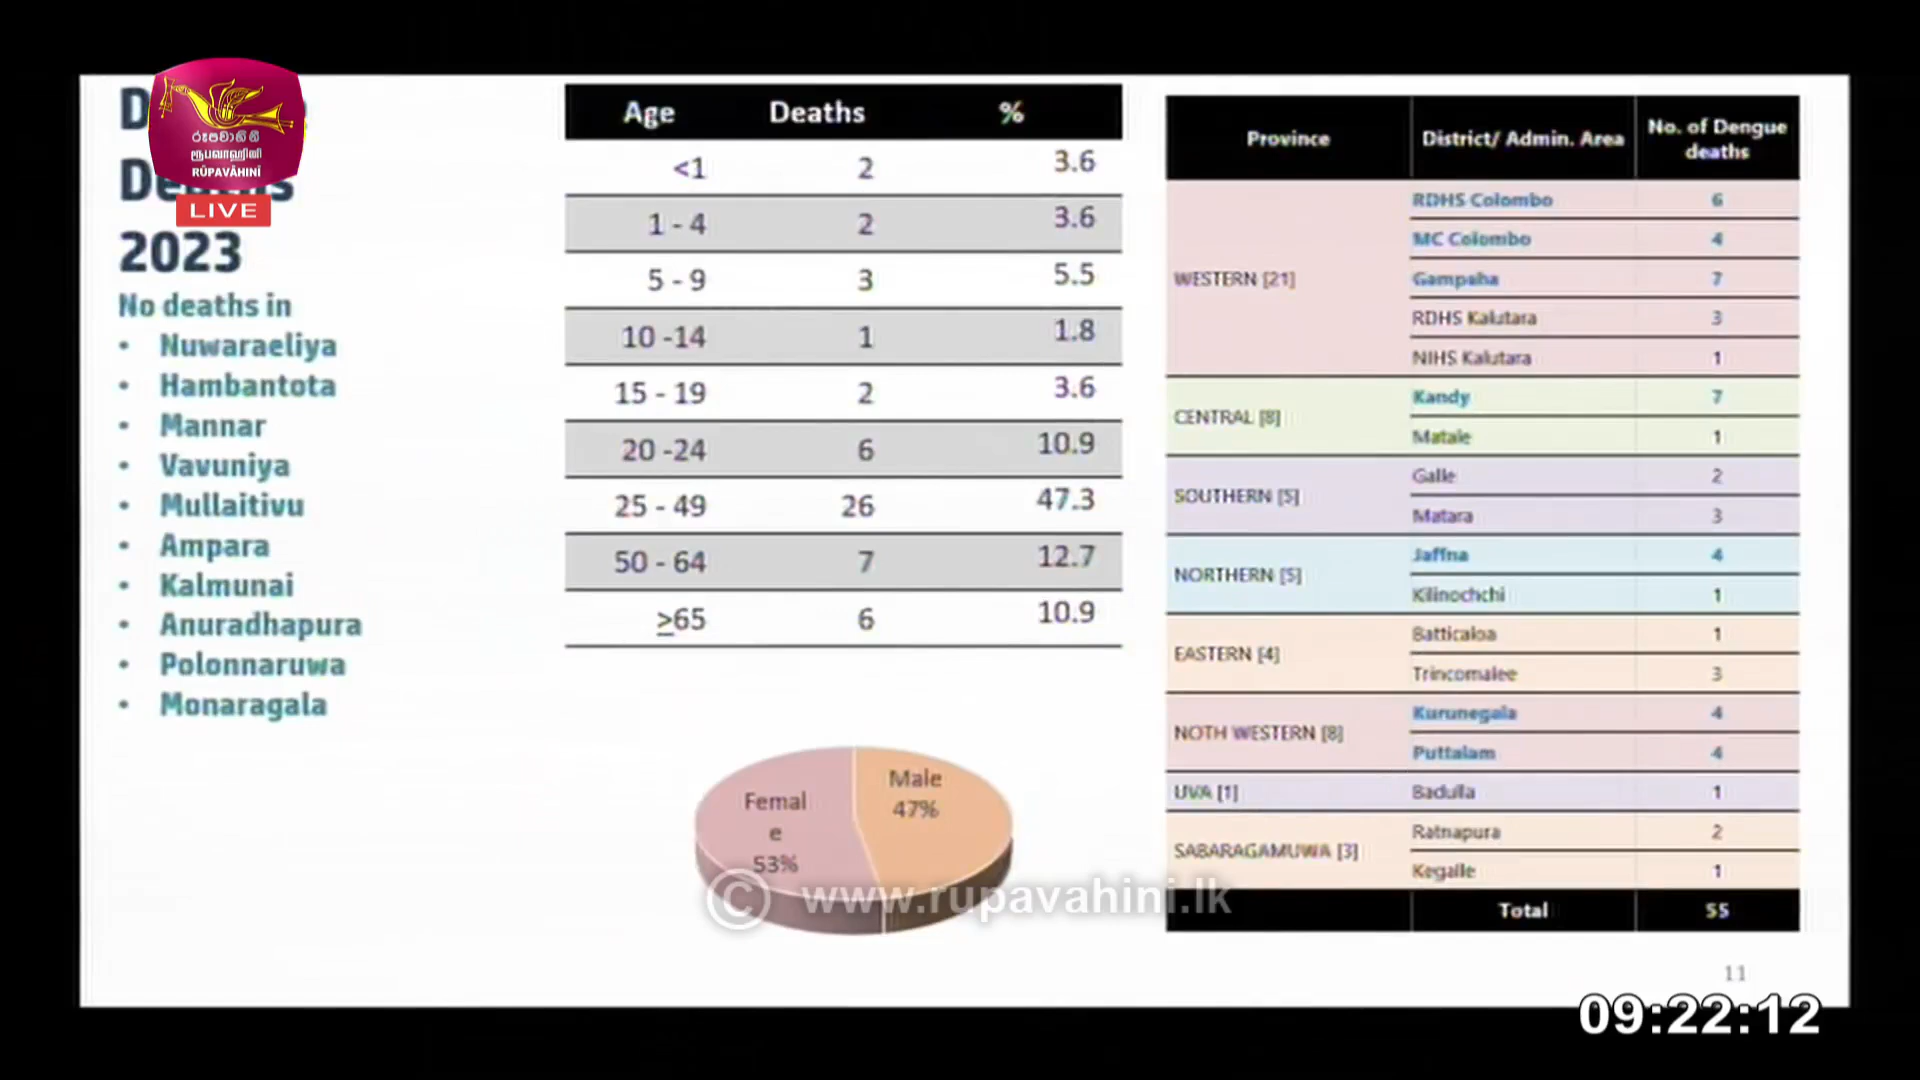 රූපවාහිනී
ரூபவாஹினி
RŪPAVĀHINÍ
LIVE
2023
No deaths in
• Nuwaraeliya
• Hambantota
• Mannar
• Vavuniya
• Mullaitivu
• Ampara
• Kalmunai
• Anuradhapura
• Polonnaruwa
• Monaragala
Age Deaths %
<1 2 3.6
1 - 4 2 3.6
5 - 9 3 5.5
10 -14 1 1.8
15 - 19 2 3.6
20 -24 6 10.9
25 - 49 26 47.3
50 - 64 7 12.7
≥65 6 10.9
Femal
e
53%
Male
47%
Province District/ Admin. Area No. of Dengue
deaths
WESTERN [21] RDHS Colombo 6
MC Colombo 4
Gampaha 7
RDHS Kalutara 3
NIHS Kalutara 1
CENTRAL [8] Kandy 7
Matale 1
SOUTHERN [5] Galle 2
Matara 3
NORTHERN [5] Jaffna 4
Kilinochchi 1
EASTERN [4] Batticaloa 1
Trincomalee 3
NOTH WESTERN [8] Kurunegala 4
Puttalam 4
UVA [1] Badulla 1
SABARAGAMUWA [3] Ratnapura 2
Kegalle 1
Total 55
© www.rupavahini.lk
11
09:22:12